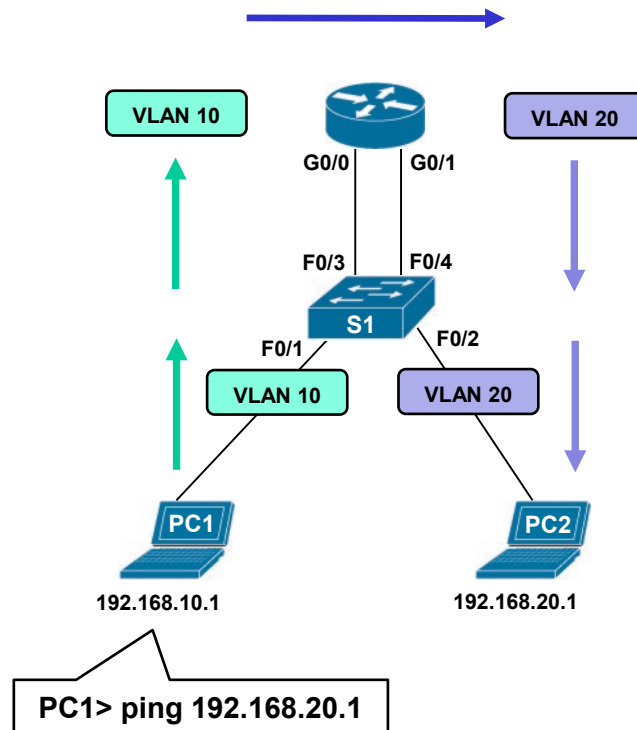 VLAN 10
VLAN 20
G0/0
G0/1
F0/3
F0/4
S1
F0/1
F0/2
VLAN 10
VLAN 20
PC1
PC2
192.168.10.1
192.168.20.1
PC1> ping 192.168.20.1